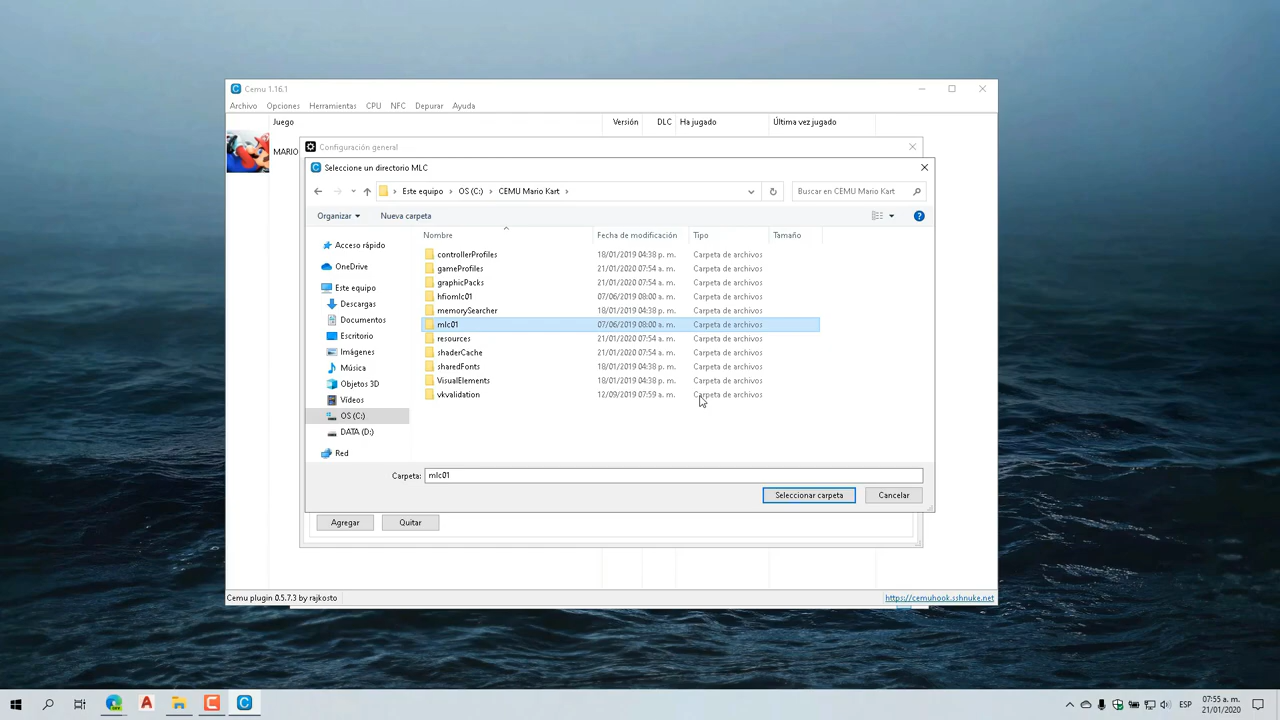 Cemu 1.16.1
Archivo Opciones Herramientas CPU NFC Depurar Ayuda
Juego Versión DLC Ha jugado Última vez jugado
MARIO
Configuración general
Seleccione un directorio MLC
Este equipo OS (C:) CEMU Mario Kart Buscar en CEMU Mario Kart
Organizar Nueva carpeta
Nombre Fecha de modificación Tipo Tamaño
Acceso rápido
OneDrive
Este equipo
Descargas
Documentos
Escritorio
Imágenes
Música
Objetos 3D
Vídeos
OS (C:)
DATA (D:)
Red
controllerProfiles 18/01/2019 04:38 p. m. Carpeta de archivos
gameProfiles 21/01/2020 07:54 a. m. Carpeta de archivos
graphicPacks 21/01/2020 07:54 a. m. Carpeta de archivos
hfiomlc01 07/06/2019 08:00 a. m. Carpeta de archivos
memorySearcher 18/01/2019 04:38 p. m. Carpeta de archivos
mlc01 07/06/2019 08:00 a. m. Carpeta de archivos
resources 21/01/2020 07:54 a. m. Carpeta de archivos
shaderCache 21/01/2020 07:54 a. m. Carpeta de archivos
sharedFonts 18/01/2019 04:38 p. m. Carpeta de archivos
VisualElements 18/01/2019 04:38 p. m. Carpeta de archivos
vkvalidation 12/09/2019 07:59 a. m. Carpeta de archivos
Carpeta: mlc01
Seleccionar carpeta Cancelar
Agregar Quitar
Cemu plugin 0.5.7.3 by rajkosto https://cemuhook.sshnuke.net
ESP
07:55 a. m.
21/01/2020